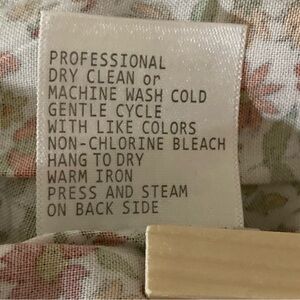 PROFESSIONAL
DRY CLEAN or
MACHINE WASH COLD
GENTLE CYCLE
WITH LIKE COLORS
NON-CHLORINE BLEACH
HANG TO DRY
WARM IRON
PRESS AND STEAM
ON BACK SIDE